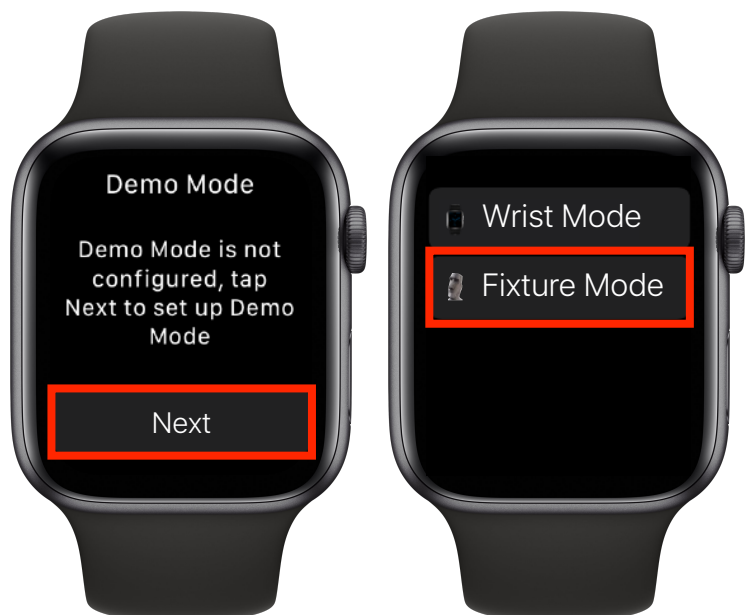 Demo Mode
Demo Mode is not
configured, tap
Next to set up Demo
Mode
Next
Wrist Mode
Fixture Mode